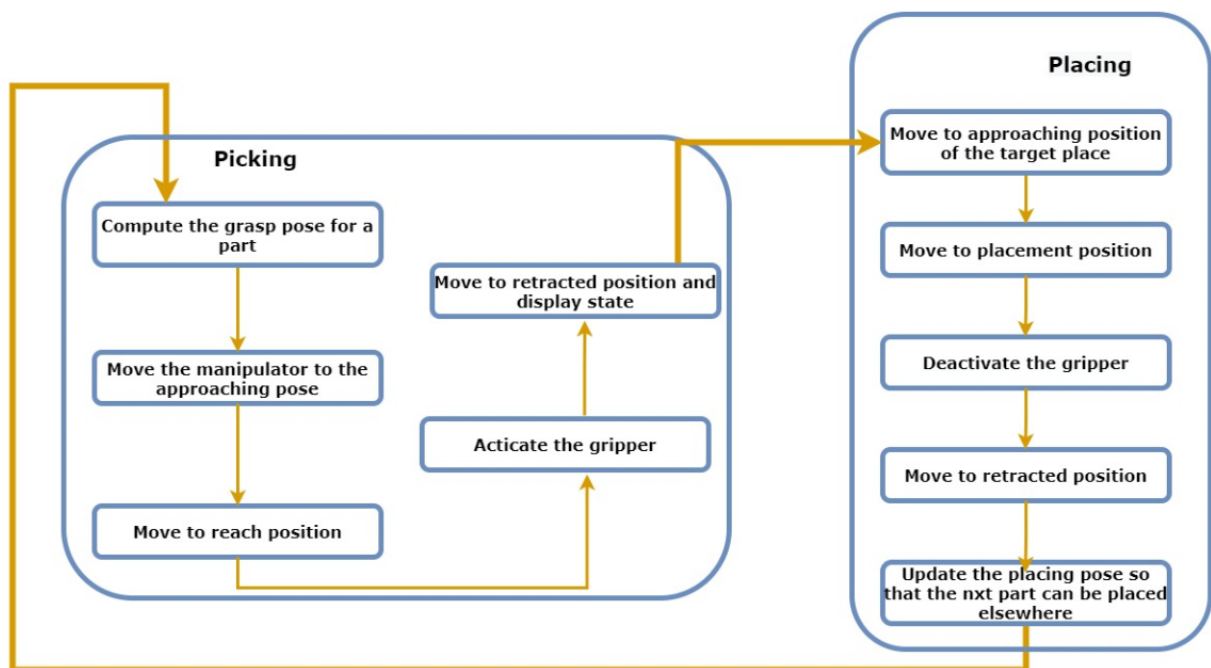 Picking
Compute the grasp pose for a
part
Move the manipulator to the
approaching pose
Move to reach position
Acticate the gripper
Move to retracted position and
display state
Placing
Move to approaching position
of the target place
Move to placement position
Deactivate the gripper
Move to retracted position
Update the placing pose so
that the nxt part can be placed
elsewhere